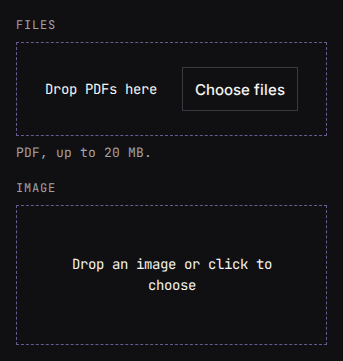 FILES
Drop PDFs here
Choose files
PDF, up to 20 MB.
IMAGE
Drop an image or click to
choose